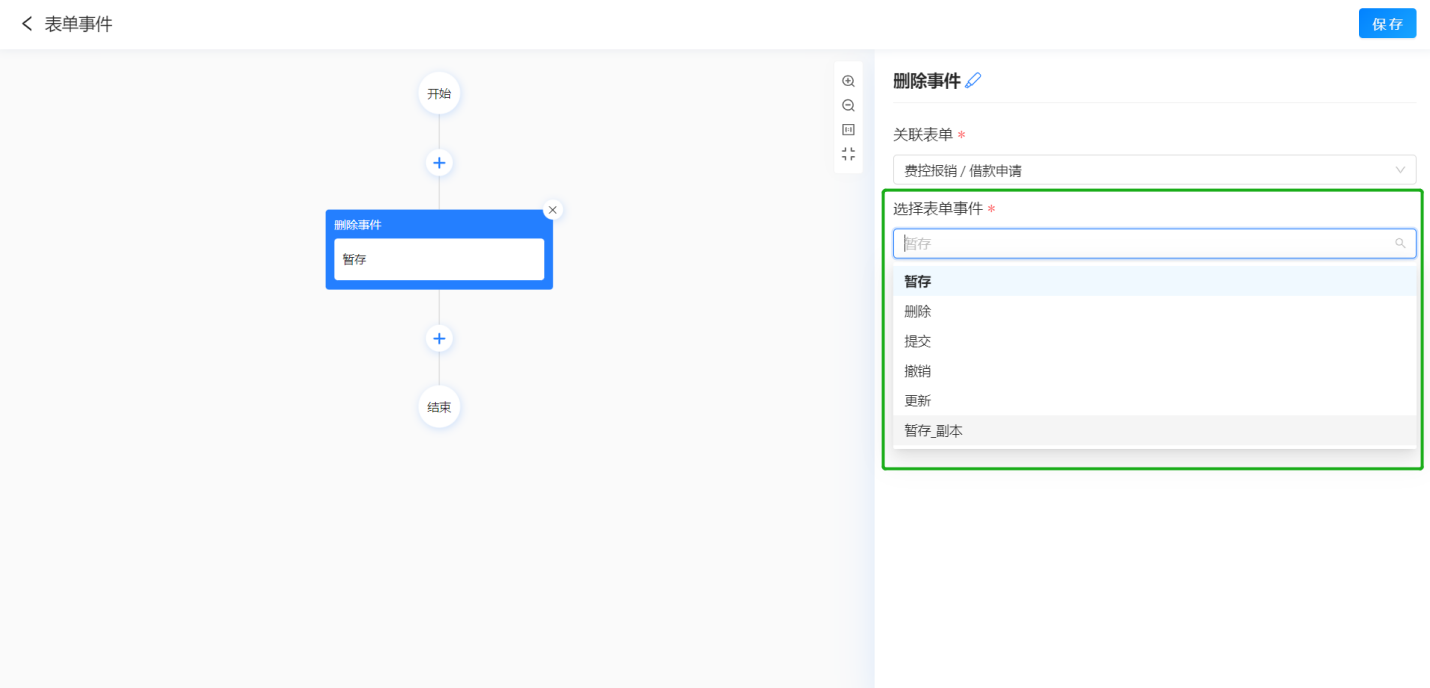 表单事件
保存
开始
删除事件
暂存
结束
删除事件
关联表单 *
费控报销 / 借款申请
选择表单事件 *
暂存
暂存
删除
提交
撤销
更新
暂存_副本